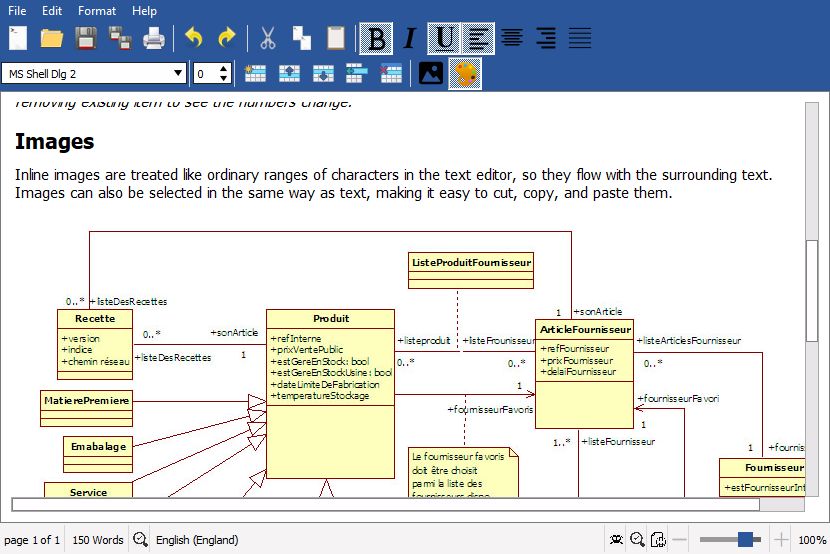 File Edit Format Help
B I U
MS Shell Dlg 2 0
removing existing item to see the numbers change.
Images
Inline images are treated like ordinary ranges of characters in the text editor, so they flow with the surrounding text.
Images can also be selected in the same way as text, making it easy to cut, copy, and paste them.
ListeProduitFournisseur
0..* +listeDesRecettes
1 +sonArticle
Recette
+version
+indice
+chemin réseau
0..*
+listeDesRecettes
+sonArticle
1
Produit
+refInterne
+prixVentePublic
+estGereEnStock: bool
+estGereEnStockUsine: bool
+dateLimiteDeFabrication
+temperatureStockage
+listeproduit
0..*
+listeFrounisseur
0..*
ArticleFournisseur
+refFournisseur
+prixFournisseur
+delaiFournisseur
+listeArticlesFournisseur
0..*
1
+fournisseurFavoris
+fournisseurFavori
1
MatierePremiere
Emabalage
Service
1..* +listeFournisseur
Le fournisseur favoris
doit être choisit
parmi la liste des
fournisseurs dispo
1 +fournis
Fournisseur
+estFournisseurInt
page 1 of 1 150 Words English (England) 100%